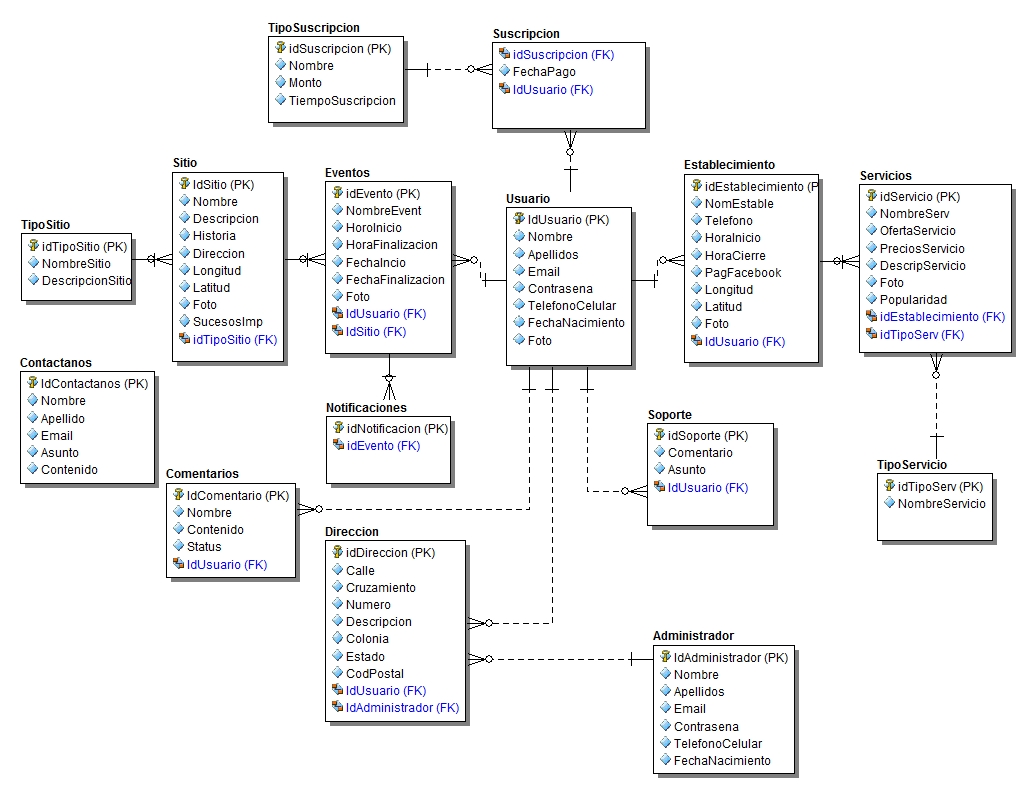 TipoSuscripcion
idSuscripcion (PK)
Nombre
Monto
TiempoSuscripcion
Suscripcion
idSuscripcion (FK)
FechaPago
IdUsuario (FK)
Sitio
IdSitio (PK)
Nombre
Descripcion
Historia
Direccion
Longitud
Latitud
Foto
SucesosImp
idTipoSitio (FK)
Eventos
idEvento (PK)
NombreEvent
HoroInicio
HoraFinalizacion
FechaIncio
FechaFinalizacion
Foto
IdUsuario (FK)
IdSitio (FK)
Usuario
IdUsuario (PK)
Nombre
Apellidos
Email
Contrasena
TelefonoCelular
FechaNacimiento
Foto
Establecimiento
idEstablecimiento (P
NomEstable
Telefono
HoraInicio
HoraCierre
PagFacebook
Longitud
Latitud
Foto
IdUsuario (FK)
Servicios
idServicio (PK)
NombreServ
OfertaServicio
PreciosServicio
DescripServicio
Foto
Popularidad
idEstablecimiento (FK)
idTipoServ (FK)
TipoSitio
idTipoSitio (PK)
NombreSitio
DescripcionSitio
Contactanos
IdContactanos (PK)
Nombre
Apellido
Email
Asunto
Contenido
Notificaciones
idNotificacion (PK)
idEvento (FK)
Soporte
idSoporte (PK)
Comentario
Asunto
IdUsuario (FK)
TipoServicio
idTipoServ (PK)
NombreServicio
Comentarios
IdComentario (PK)
Nombre
Contenido
Status
IdUsuario (FK)
Direccion
idDireccion (PK)
Calle
Cruzamiento
Numero
Descripcion
Colonia
Estado
CodPostal
IdUsuario (FK)
IdAdministrador (FK)
Administrador
IdAdministrador (PK)
Nombre
Apellidos
Email
Contrasena
TelefonoCelular
FechaNacimiento